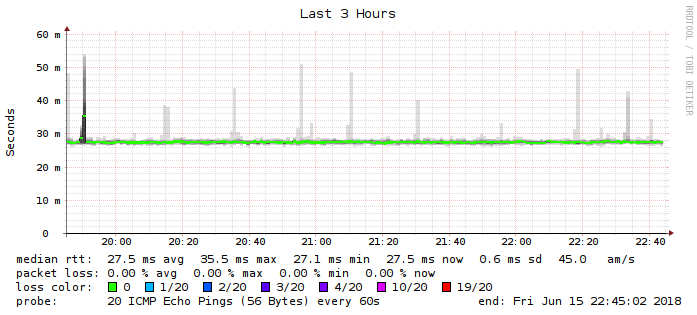 Last 3 Hours
RRDTOOL / TOBI OETIKER
Seconds
60 m
50 m
40 m
30 m
20 m
10 m
0
20:00 20:20 20:40 21:00 21:20 21:40 22:00 22:20 22:40
median rtt: 27.5 ms avg 35.5 ms max 27.1 ms min 27.5 ms now 0.6 ms sd 45.0 am/s
packet loss: 0.00 % avg 0.00 % max 0.00 % min 0.00 % now
loss color: 0 1/20 2/20 3/20 4/20 10/20 19/20
probe: 20 ICMP Echo Pings (56 Bytes) every 60s end: Fri Jun 15 22:45:02 2018